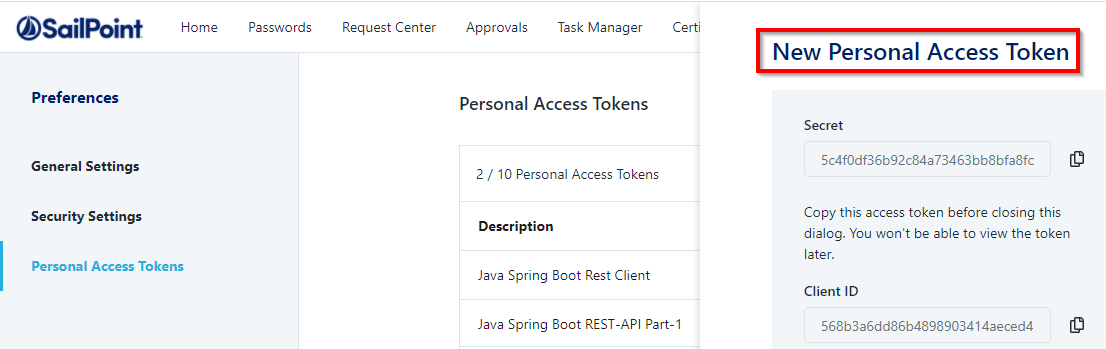 SailPoint Home Passwords Request Center Approvals Task Manager Certi
Preferences
General Settings
Security Settings
Personal Access Tokens
Personal Access Tokens
2 / 10 Personal Access Tokens
Description
Java Spring Boot Rest Client
Java Spring Boot REST-API Part-1
New Personal Access Token
Secret
5c4f0df36b92c84a73463bb8bfa8fc
Copy this access token before closing this
dialog. You won't be able to view the token
later.
Client ID
568b3a6dd86b4898903414aeced4